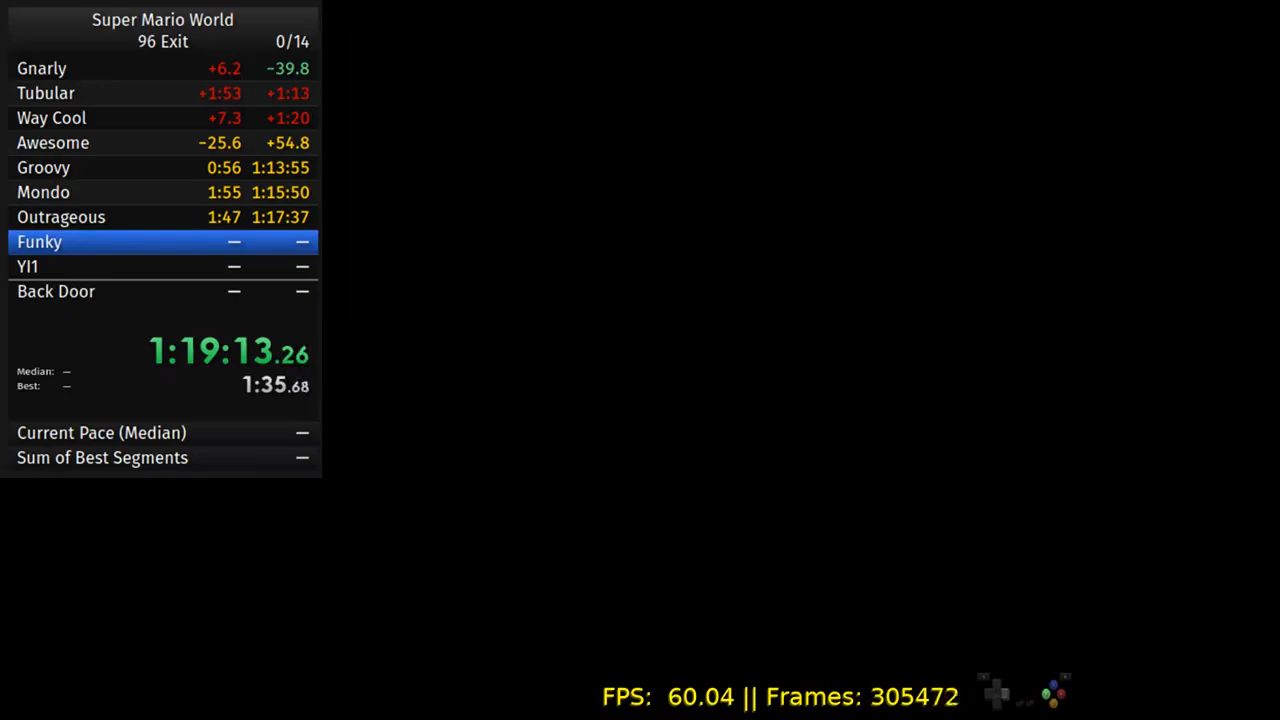 Super Mario World
96 Exit 0/14
Gnarly +6.2 −39.8
Tubular +1:53 +1:13
Way Cool +7.3 +1:20
Awesome −25.6 +54.8
Groovy 0:56 1:13:55
Mondo 1:55 1:15:50
Outrageous 1:47 1:17:37
Funky — —
YI1 — —
Back Door — —
1:19:13.26
Median: —
Best: — 1:35.68
Current Pace (Median) —
Sum of Best Segments —
FPS: 60.04 || Frames: 305472